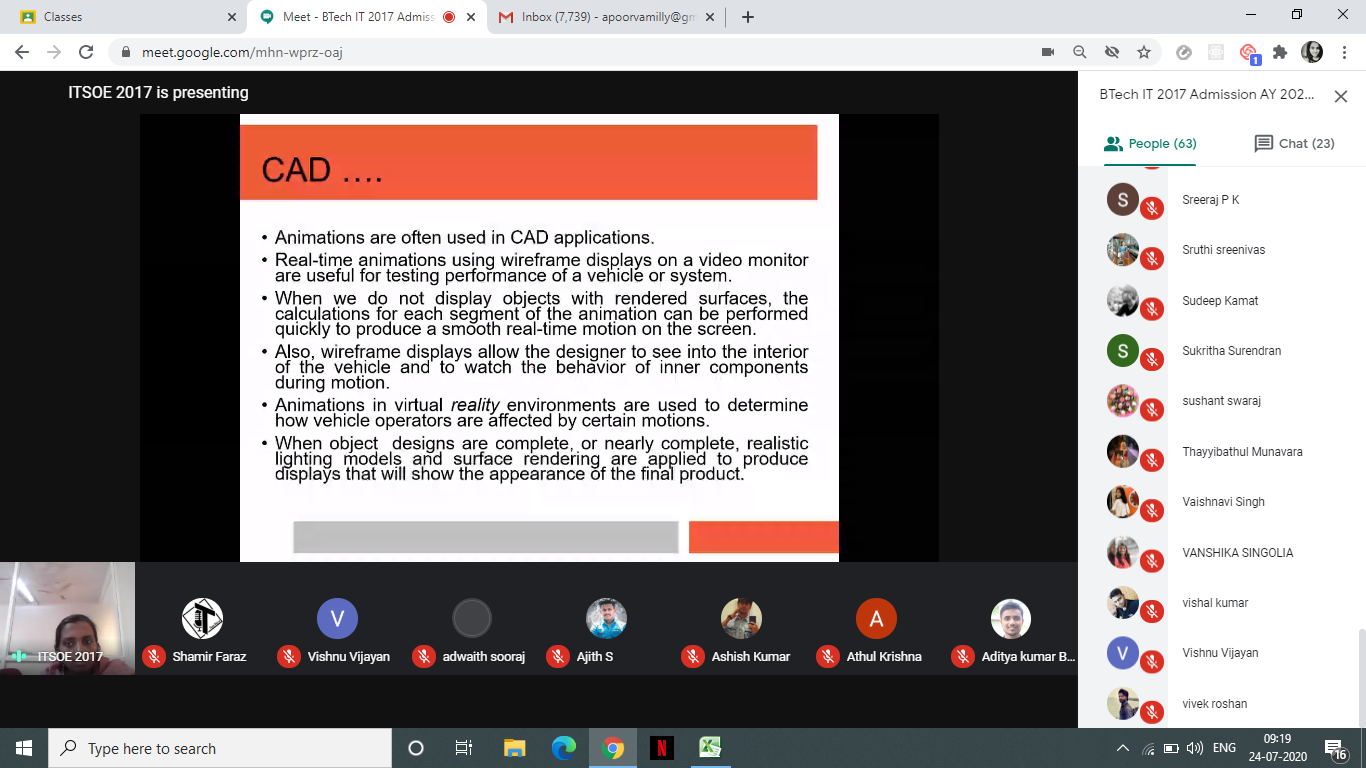 Classes
Meet - BTech IT 2017 Admiss
Inbox (7,739) - apoorvamilly@gm
meet.google.com/mhn-wprz-oaj
1
ITSOE 2017 is presenting
BTech IT 2017 Admission AY 202...
People (63)
Chat (23)
CAD ....
• Animations are often used in CAD applications.
• Real-time animations using wireframe displays on a video monitor
are useful for testing performance of a vehicle or system.
• When we do not display objects with rendered surfaces, the
calculations for each segment of the animation can be performed
quickly to produce a smooth real-time motion on the screen.
• Also, wireframe displays allow the designer to see into the interior
of the vehicle and to watch the behavior of inner components
during motion.
• Animations in virtual reality environments are used to determine
how vehicle operators are affected by certain motions.
• When object designs are complete, or nearly complete, realistic
lighting models and surface rendering are applied to produce
displays that will show the appearance of the final product.
S
Sreeraj P K
Sruthi sreenivas
Sudeep Kamat
S
Sukritha Surendran
sushant swaraj
Thayyibathul Munavara
Vaishnavi Singh
VANSHIKA SINGOLIA
vishal kumar
V
Vishnu Vijayan
vivek roshan
ITSOE 2017
Shamir Faraz
V
Vishnu Vijayan
adwaith sooraj
Ajith S
Ashish Kumar
A
Athul Krishna
Aditya kumar B...
Type here to search
N
ENG
09:19
24-07-2020
16